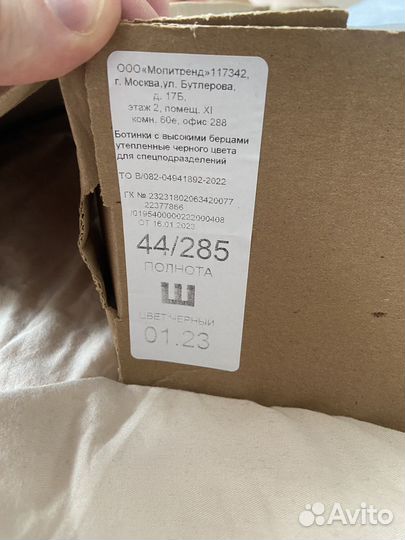 ООО«Мопитренд»117342,
г. Москва,ул. Бутлерова,
д. 17Б,
этаж 2, помещ. XI
комн. 60е, офис 288
Ботинки с высокими берцами
утепленные черного цвета
для спецподразделений
ТО В/082-04941892-2022
ГК № 23231802063420077
22377866
/0195400000222000408
ОТ 16.01.2023
44/285
ПОЛНОТА
Ш
ЦВЕТ ЧЕРНЫЙ
01.23
Avito